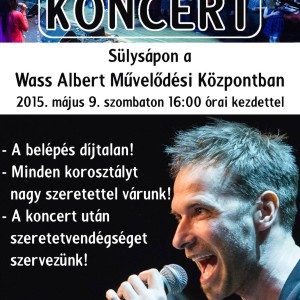 KONCERT
Sülysápon a
Wass Albert Művelődési Központban
2015. május 9. szombaton 16:00 órai kezdettel
- A belépés díjtalan!
- Minden korosztályt
nagy szeretettel várunk!
- A koncert után
szeretetvendégséget
szervezünk!